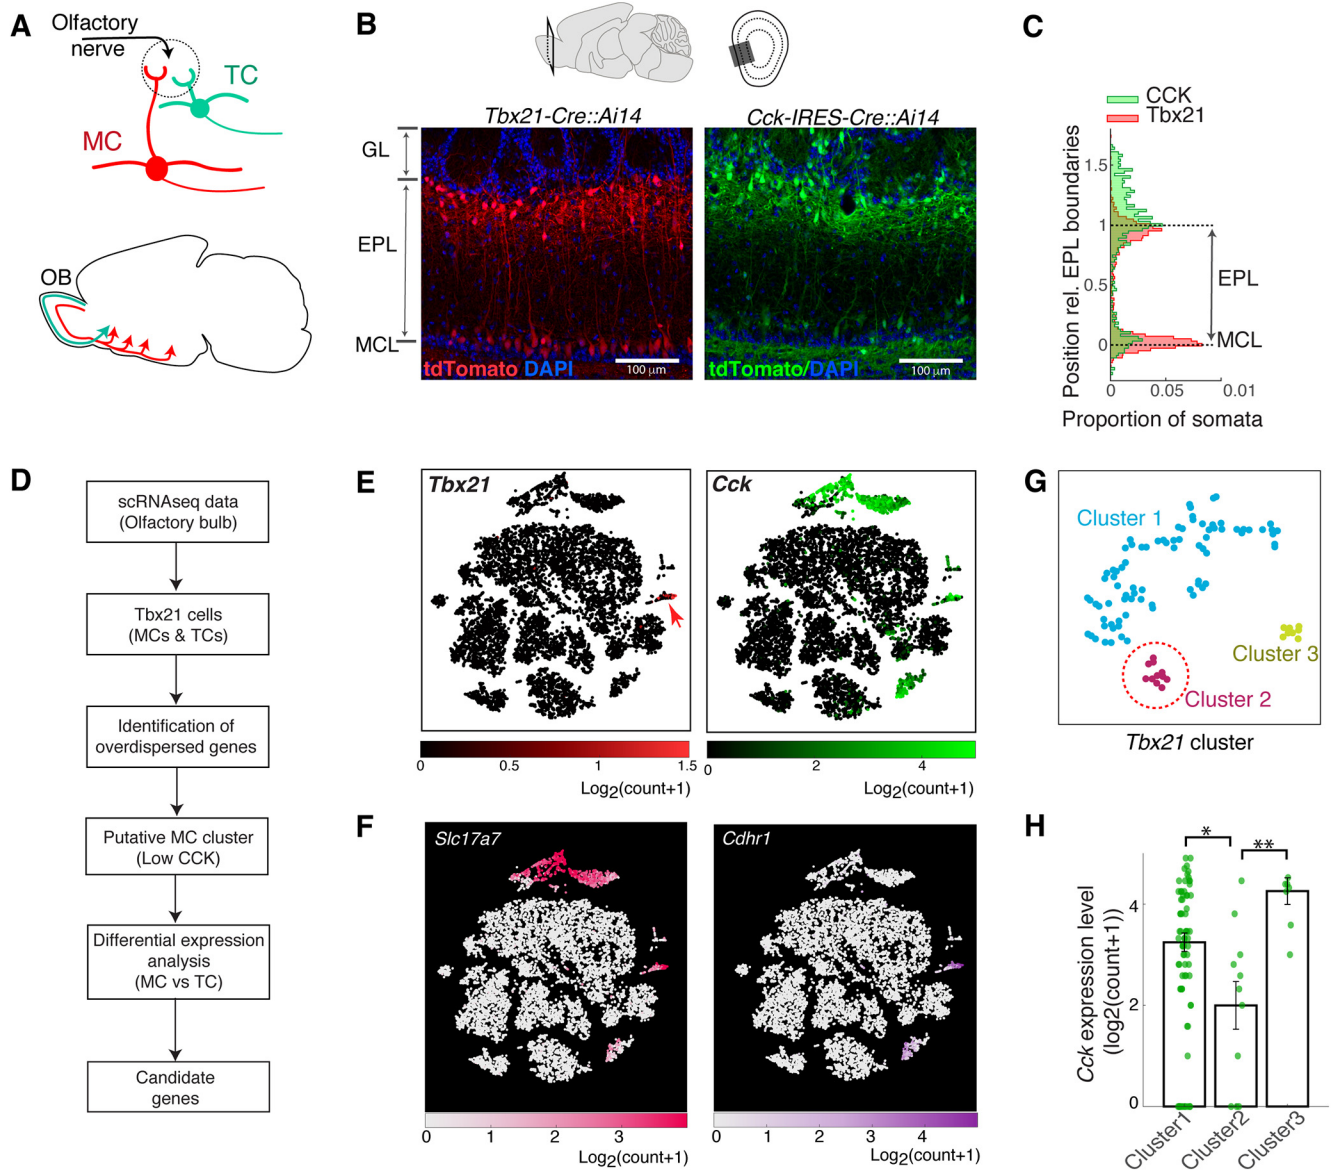 A
Olfactory
nerve
TC
MC
OB
B
Tbx21-Cre::Ai14
Cck-IRES-Cre::Ai14
GL
EPL
MCL
tdTomato DAPI
100 µm
tdTomato/DAPI
100 µm
C
CCK
Tbx21
Position rel. EPL boundaries
1.5
1
0.5
0
EPL
MCL
0
0.05
0.01
Proportion of somata
D
scRNAseq data
(Olfactory bulb)
Tbx21 cells
(MCs & TCs)
Identification of
overdispersed genes
Putative MC cluster
(Low CCK)
Differential expression
analysis
(MC vs TC)
Candidate
genes
E
Tbx21
0
0.5
1
1.5
Log2(count+1)
Cck
0
2
4
Log2(count+1)
F
Slc17a7
0
1
2
3
Log2(count+1)
Cdhr1
0
1
2
3
4
Log2(count+1)
G
Cluster 1
Cluster 3
Cluster 2
Tbx21 cluster
H
*
**
Cck expression level
(log2(count+1))
4
2
0
Cluster1
Cluster2
Cluster3